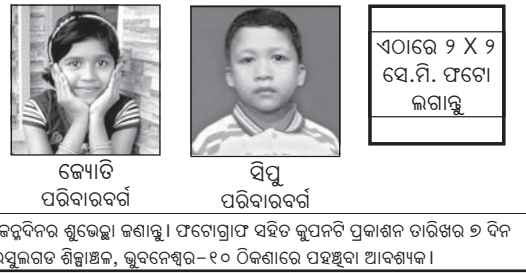 ଜ୍ୟୋତି
ପରିବାରବର୍ଗ
ସିପୁ
ପରିବାରବର୍ଗ
ଏଠାରେ ୨ X ୨
ସେ.ମି. ଫଟୋ
ଲଗାନ୍ତୁ
ଜନ୍ମଦିନର ଶୁଭେଚ୍ଛା ଜଣାନ୍ତୁ। ଫଟୋଗ୍ରାଫ ସହିତ କୁପନଟି ପ୍ରକାଶନ ତାରିଖର ୭ ଦିନ
ରସୁଲଗଡ ଶିଳ୍ପାଞ୍ଚଳ, ଭୁବନେଶ୍ୱର-୧୦ ଠିକଣାରେ ପହଞ୍ଚିବା ଆବଶ୍ୟକ।